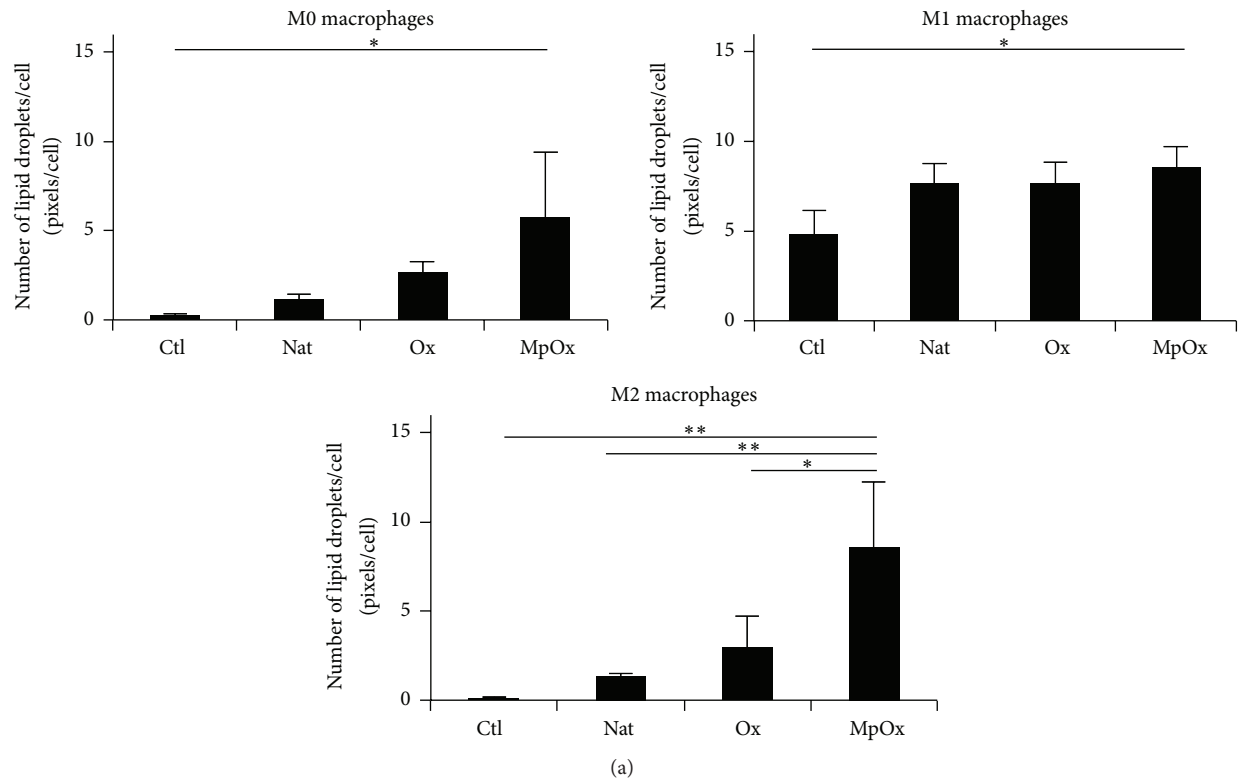 M0 macrophages
Number of lipid droplets/cell
(pixels/cell)
15
10
5
0
*
Ctl Nat Ox MpOx
M1 macrophages
Number of lipid droplets/cell
(pixels/cell)
15
10
5
0
*
Ctl Nat Ox MpOx
M2 macrophages
Number of lipid droplets/cell
(pixels/cell)
15
10
5
0
**
**
*
Ctl Nat Ox MpOx
(a)